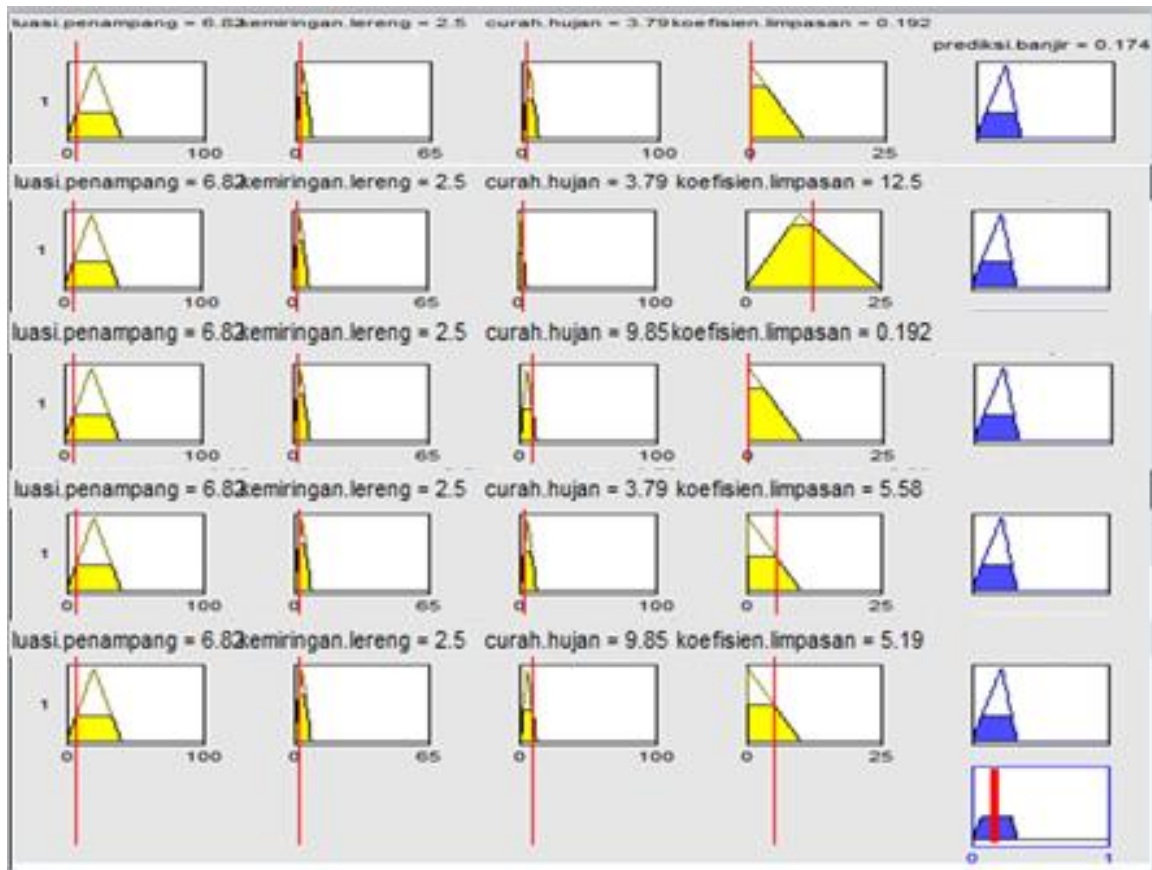 luasi.penampang = 6.82 kemiringan.lereng = 2.5 curah.hujan = 3.79 koefisien.limpasan = 0.192
prediksi.banjir = 0.174
1
0 100 0 65 0 100 0 25
luasi.penampang = 6.82 kemiringan.lereng = 2.5 curah.hujan = 3.79 koefisien.limpasan = 12.5
1
0 100 0 65 0 100 0 25
luasi.penampang = 6.82 kemiringan.lereng = 2.5 curah.hujan = 9.85 koefisien.limpasan = 0.192
1
0 100 0 65 0 100 0 25
luasi.penampang = 6.82 kemiringan.lereng = 2.5 curah.hujan = 3.79 koefisien.limpasan = 5.58
1
0 100 0 65 0 100 0 25
luasi.penampang = 6.82 kemiringan.lereng = 2.5 curah.hujan = 9.85 koefisien.limpasan = 5.19
1
0 100 0 65 0 100 0 25
0 1